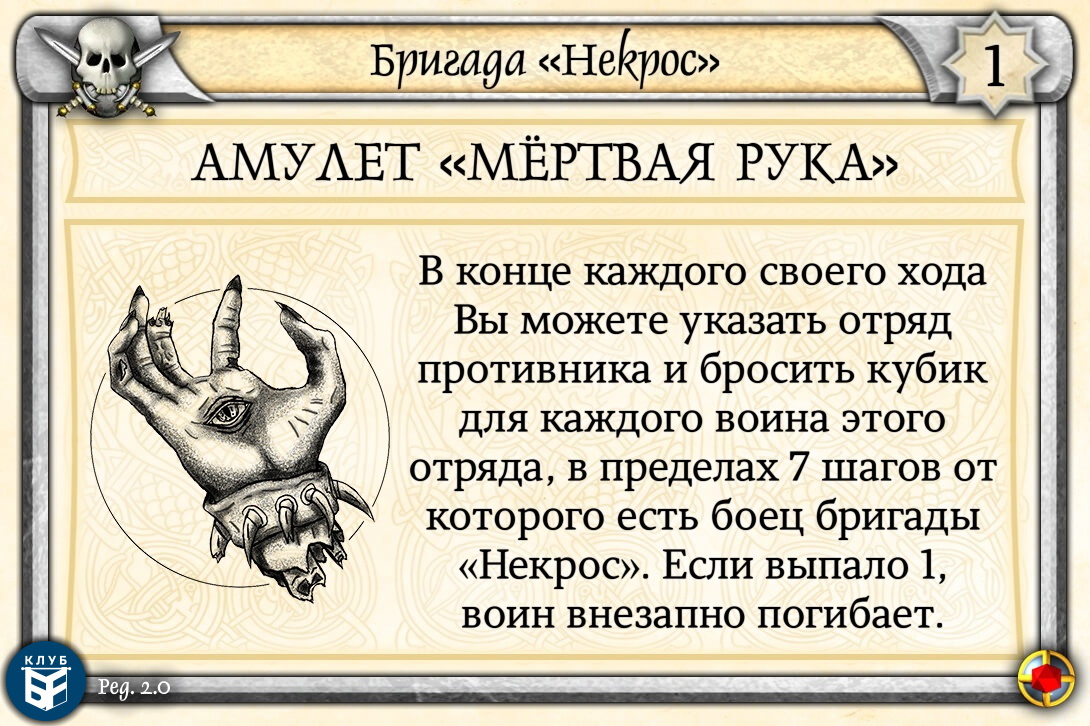 Бригада «Некрос»
1
АМУЛЕТ «МЁРТВАЯ РУКА»
В конце каждого своего хода
Вы можете указать отряд
противника и бросить кубик
для каждого воина этого
отряда, в пределах 7 шагов от
которого есть боец бригады
«Некрос». Если выпало 1,
воин внезапно погибает.
КЛУБ
Ред. 2.0